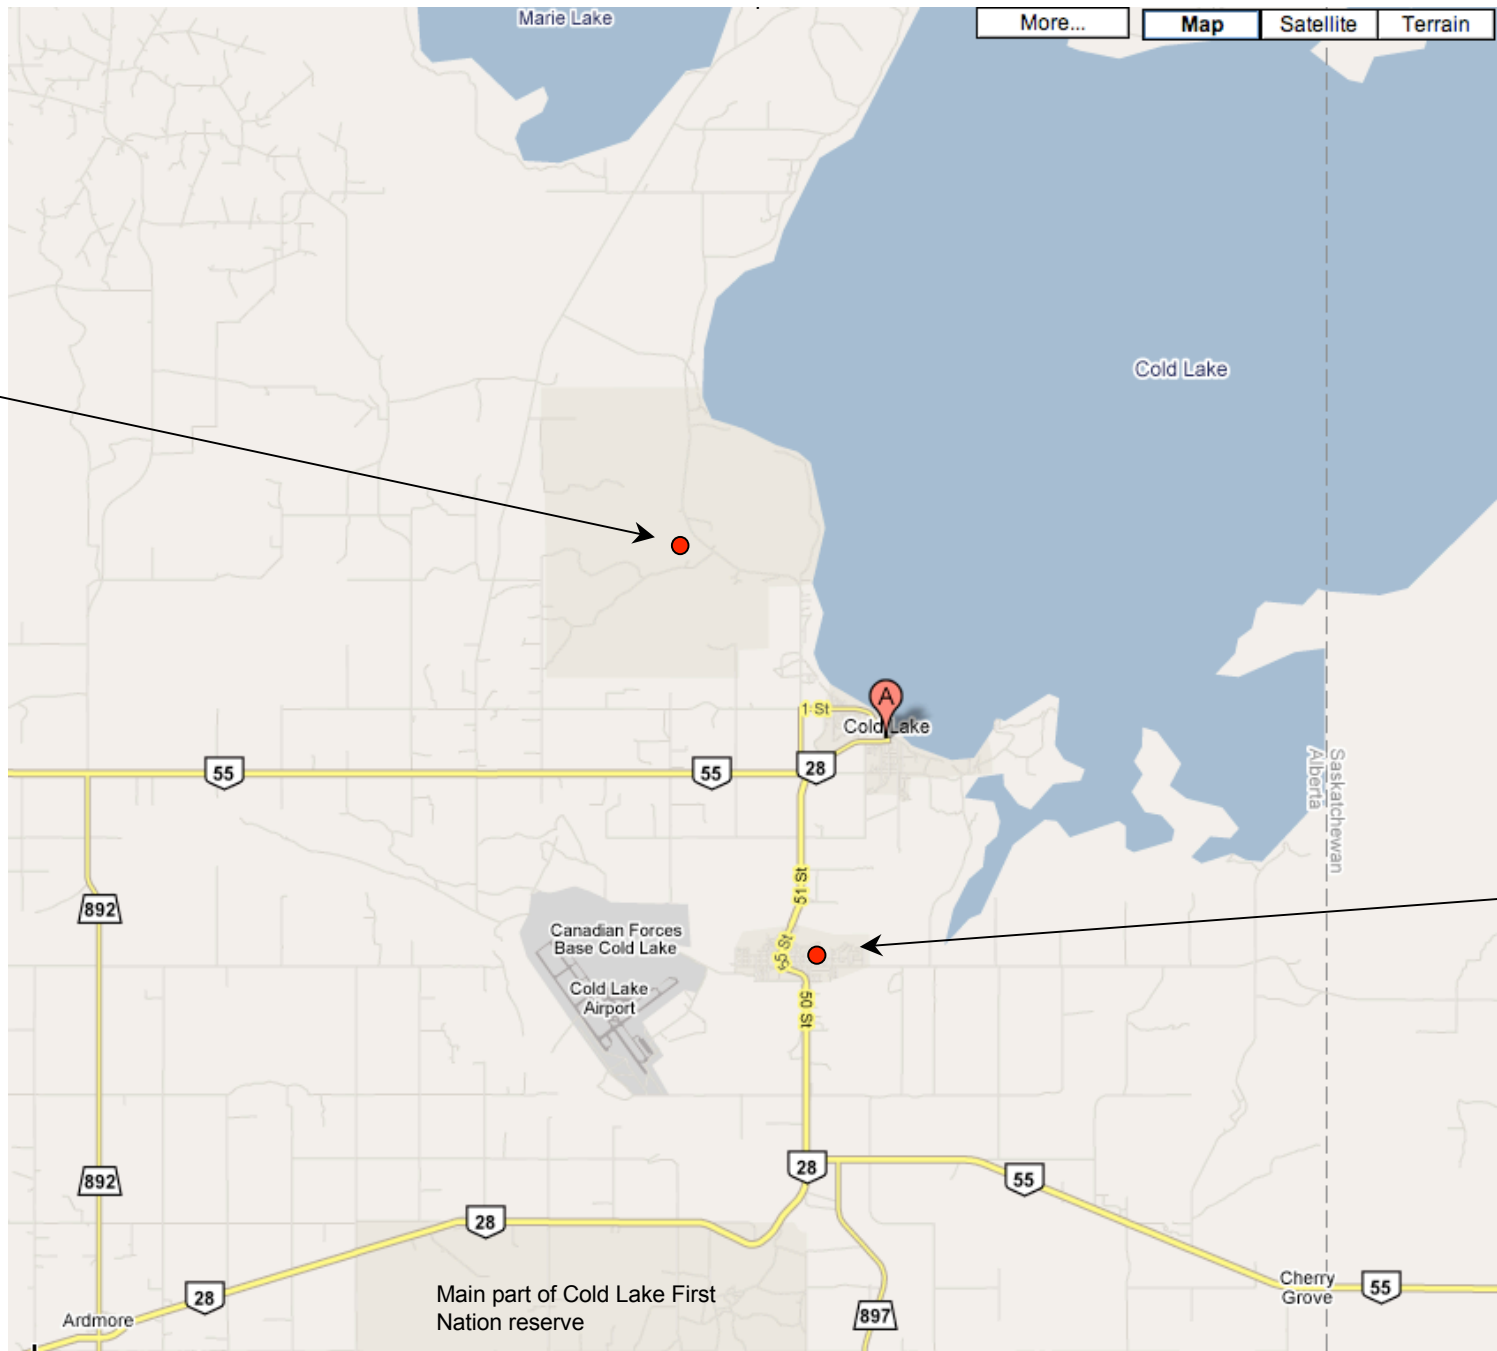 Marie Lake
More...
Map
Satellite
Terrain
Cold Lake
A
1 St
Cold Lake
55
55
28
Saskatchewan
Alberta
51 St
892
Canadian Forces
Base Cold Lake
55 St
Cold Lake
Airport
50 St
28
55
892
28
Cherry
Grove
55
28
Main part of Cold Lake First
Nation reserve
Ardmore
897